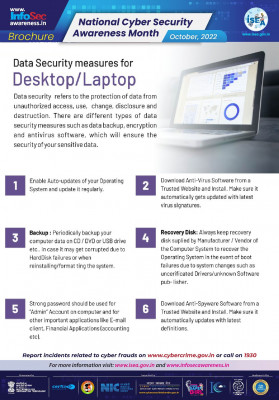 www.
InfoSec
awareness.in
Brochure
National Cyber Security
Awareness Month
October, 2022
ISEA
www.isea.gov.in
Data Security measures for
Desktop/Laptop
Data security refers to the protection of data from
unauthorized access, use, change, disclosure and
destruction. There are different types of data
security measures such as data backup, encryption
and antivirus software, which will ensure the
security of your sensitive data.
1
Enable Auto-updates of your Operating
System and update it regularly.
2
Download Anti-Virus Software from a
Trusted Website and Install. Make sure it
automatically gets updated with latest
virus signatures.
3
Backup : Periodically backup your
computer data on CD / DVD or USB drive
etc.. In case it may get corrupted due to
HardDisk failures or when
reinstalling/formatting the system.
4
Recovery Disk: Always keep recovery
disk suplied by Manufacturer / Vendor of
the Computer System to recover the
Operating System in the event of boot
failures due to system changes such as
uncertificated Drivers/unknown Software
pub- lisher.
5
Strong password should be used for
"Admin" Account on computer and for
other important applications like E-mail
client, Financial Applications (accounting
etc).
6
Download Anti-Spyware Software from a
Trusted Website and Install. Make sure it
automatically updates with latest
definitions.
Report incidents related to cyber frauds on www.cybercrime.gov.in or call on 1930
For more information visit: www.isea.gov.in and www.infosecawareness.in
NIC